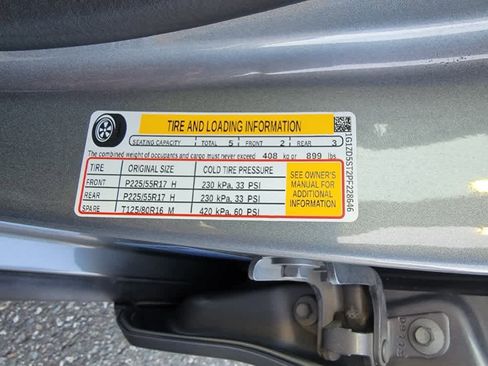 TIRE AND LOADING INFORMATION
SEATING CAPACITY TOTAL 5 FRONT 2 REAR 3
The combined weight of occupants and cargo must never exceed 408 kg or 899 lbs.
TIRE ORIGINAL SIZE COLD TIRE PRESSURE
FRONT P225/55R17 H 230 kPa, 33 PSI
REAR P225/55R17 H 230 kPa, 33 PSI
SPARE T125/80R16 M 420 kPa, 60 PSI
SEE OWNER'S
MANUAL FOR
ADDITIONAL
INFORMATION